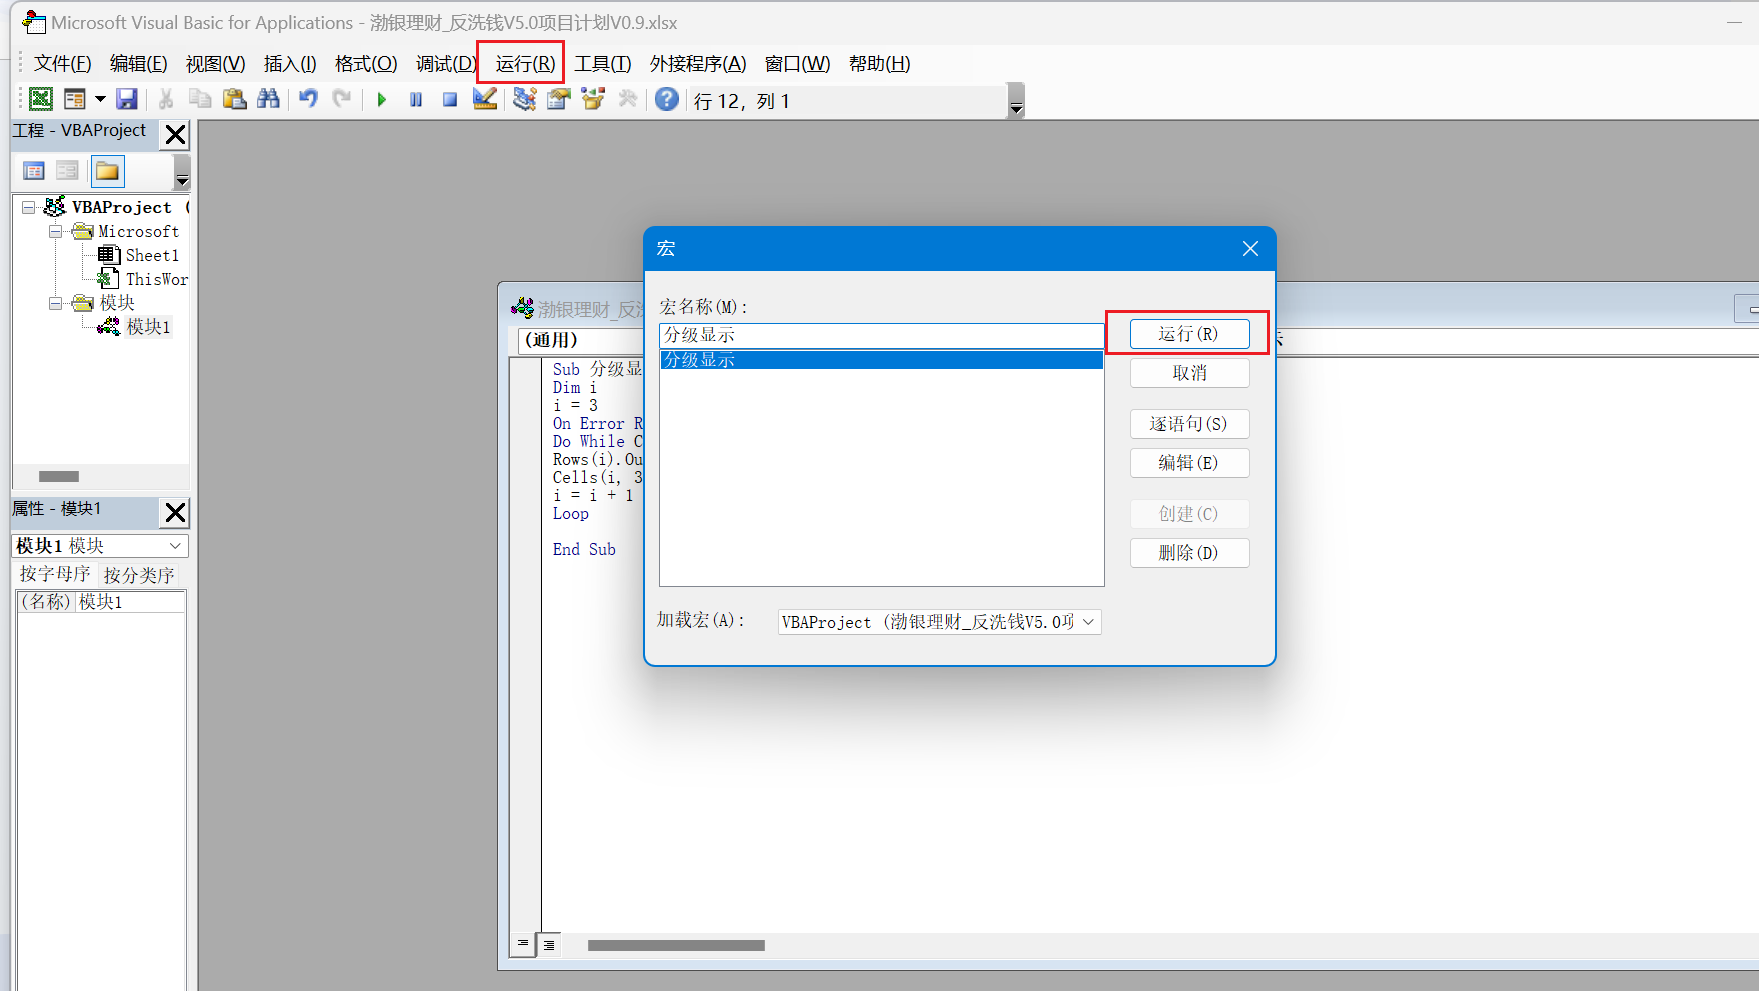 Microsoft Visual Basic for Applications - 渤银理财_反洗钱V5.0项目计划V0.9.xlsx
文件(F) 编辑(E) 视图(V) 插入(I) 格式(O) 调试(D) 运行(R) 工具(T) 外接程序(A) 窗口(W) 帮助(H)
行 12，列 1
工程 - VBAProject
VBAProject (
Microsoft
Sheet1
ThisWor
模块
模块1
属性 - 模块1
模块1 模块
按字母序 按分类序
(名称) 模块1
渤银理财_反
(通用)
Sub 分级显
Dim i
i = 3
On Error R
Do While C
Rows(i).Ou
Cells(i, 3
i = i + 1
Loop
End Sub
宏
宏名称(M):
分级显示
分级显示
运行(R)
取消
逐语句(S)
编辑(E)
创建(C)
删除(D)
加载宏(A): VBAProject (渤银理财_反洗钱V5.0项